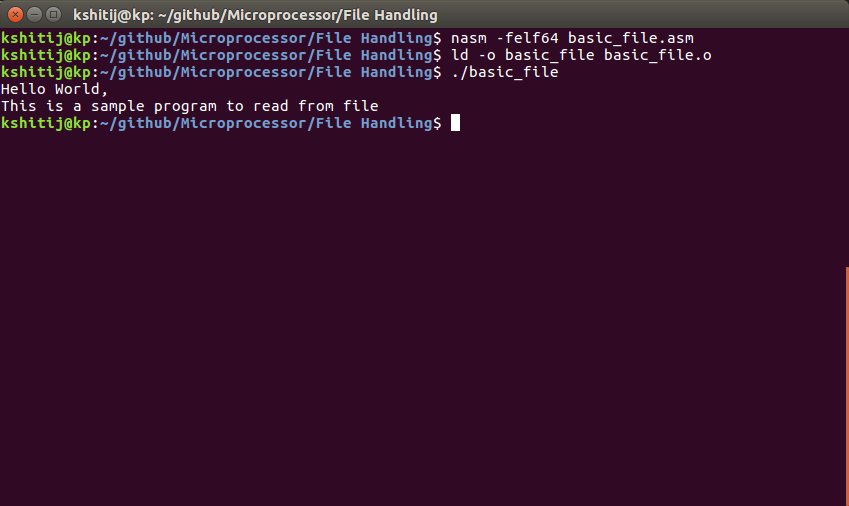 kshitij@kp: ~/github/Microprocessor/File Handling
kshitij@kp:~/github/Microprocessor/File Handling$ nasm -felf64 basic_file.asm
kshitij@kp:~/github/Microprocessor/File Handling$ ld -o basic_file basic_file.o
kshitij@kp:~/github/Microprocessor/File Handling$ ./basic_file
Hello World,
This is a sample program to read from file
kshitij@kp:~/github/Microprocessor/File Handling$